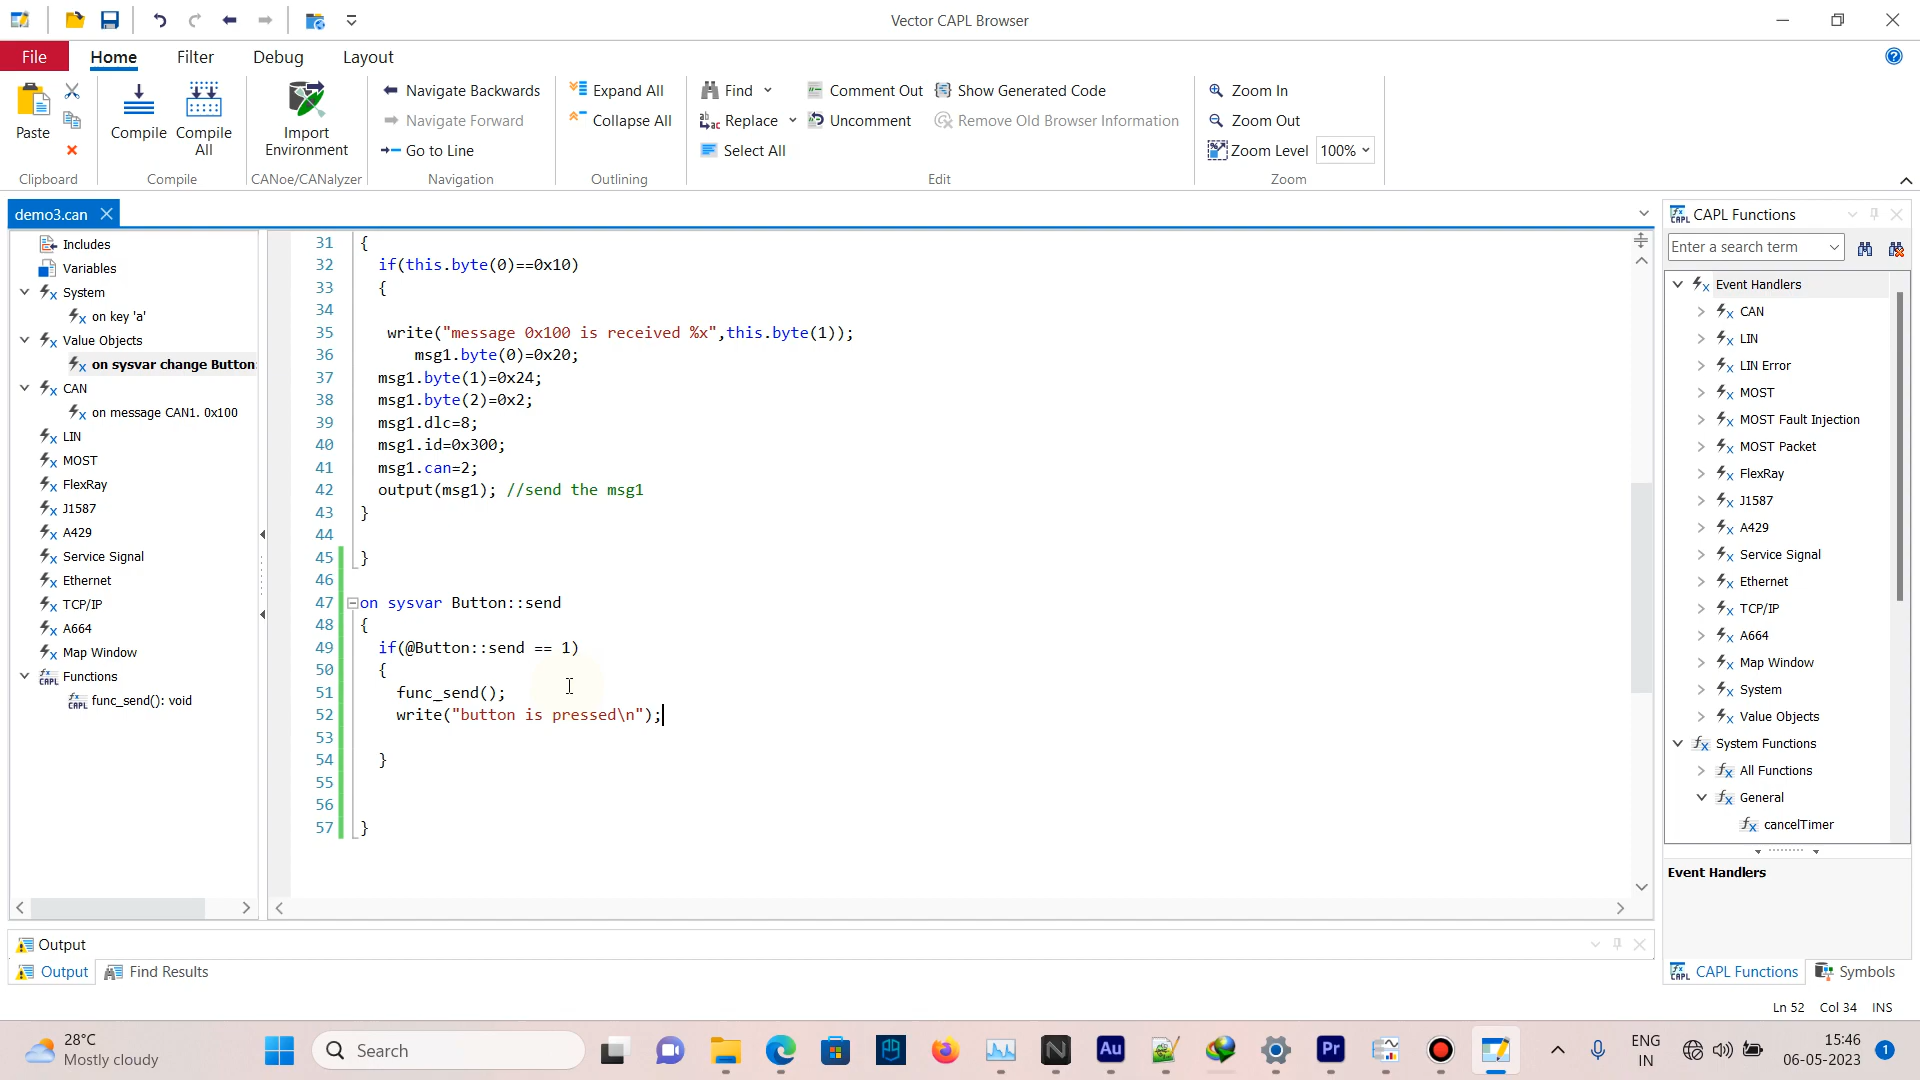 Vector CAPL Browser
File
Home
Filter
Debug
Layout
Paste
Compile
Compile
All
Import
Environment
Navigate Backwards
Navigate Forward
Go to Line
Expand All
Collapse All
Find
Replace
Select All
Comment Out
Uncomment
Show Generated Code
Remove Old Browser Information
Zoom In
Zoom Out
Zoom Level 100%
Clipboard
Compile
CANoe/CANalyzer
Navigation
Outlining
Edit
Zoom
demo3.can
Includes
Variables
System
on key 'a'
Value Objects
on sysvar change Button:
CAN
on message CAN1. 0x100
LIN
MOST
FlexRay
J1587
A429
Service Signal
Ethernet
TCP/IP
A664
Map Window
Functions
func_send(): void
31 {
32 if(this.byte(0)==0x10)
33 {
34
35 write("message 0x100 is received %x",this.byte(1));
36 msg1.byte(0)=0x20;
37 msg1.byte(1)=0x24;
38 msg1.byte(2)=0x2;
39 msg1.dlc=8;
40 msg1.id=0x300;
41 msg1.can=2;
42 output(msg1); //send the msg1
43 }
44
45 }
46
47 on sysvar Button::send
48 {
49 if(@Button::send == 1)
50 {
51 func_send();
52 write("button is pressed\n");
53
54 }
55
56
57 }
CAPL Functions
Enter a search term
Event Handlers
CAN
LIN
LIN Error
MOST
MOST Fault Injection
MOST Packet
FlexRay
J1587
A429
Service Signal
Ethernet
TCP/IP
A664
Map Window
System
Value Objects
System Functions
All Functions
General
cancelTimer
Event Handlers
CAPL Functions
Symbols
Output
Output
Find Results
Ln 52 Col 34 INS
28°C
Mostly cloudy
Search
Au
Pr
ENG
IN
15:46
06-05-2023
1